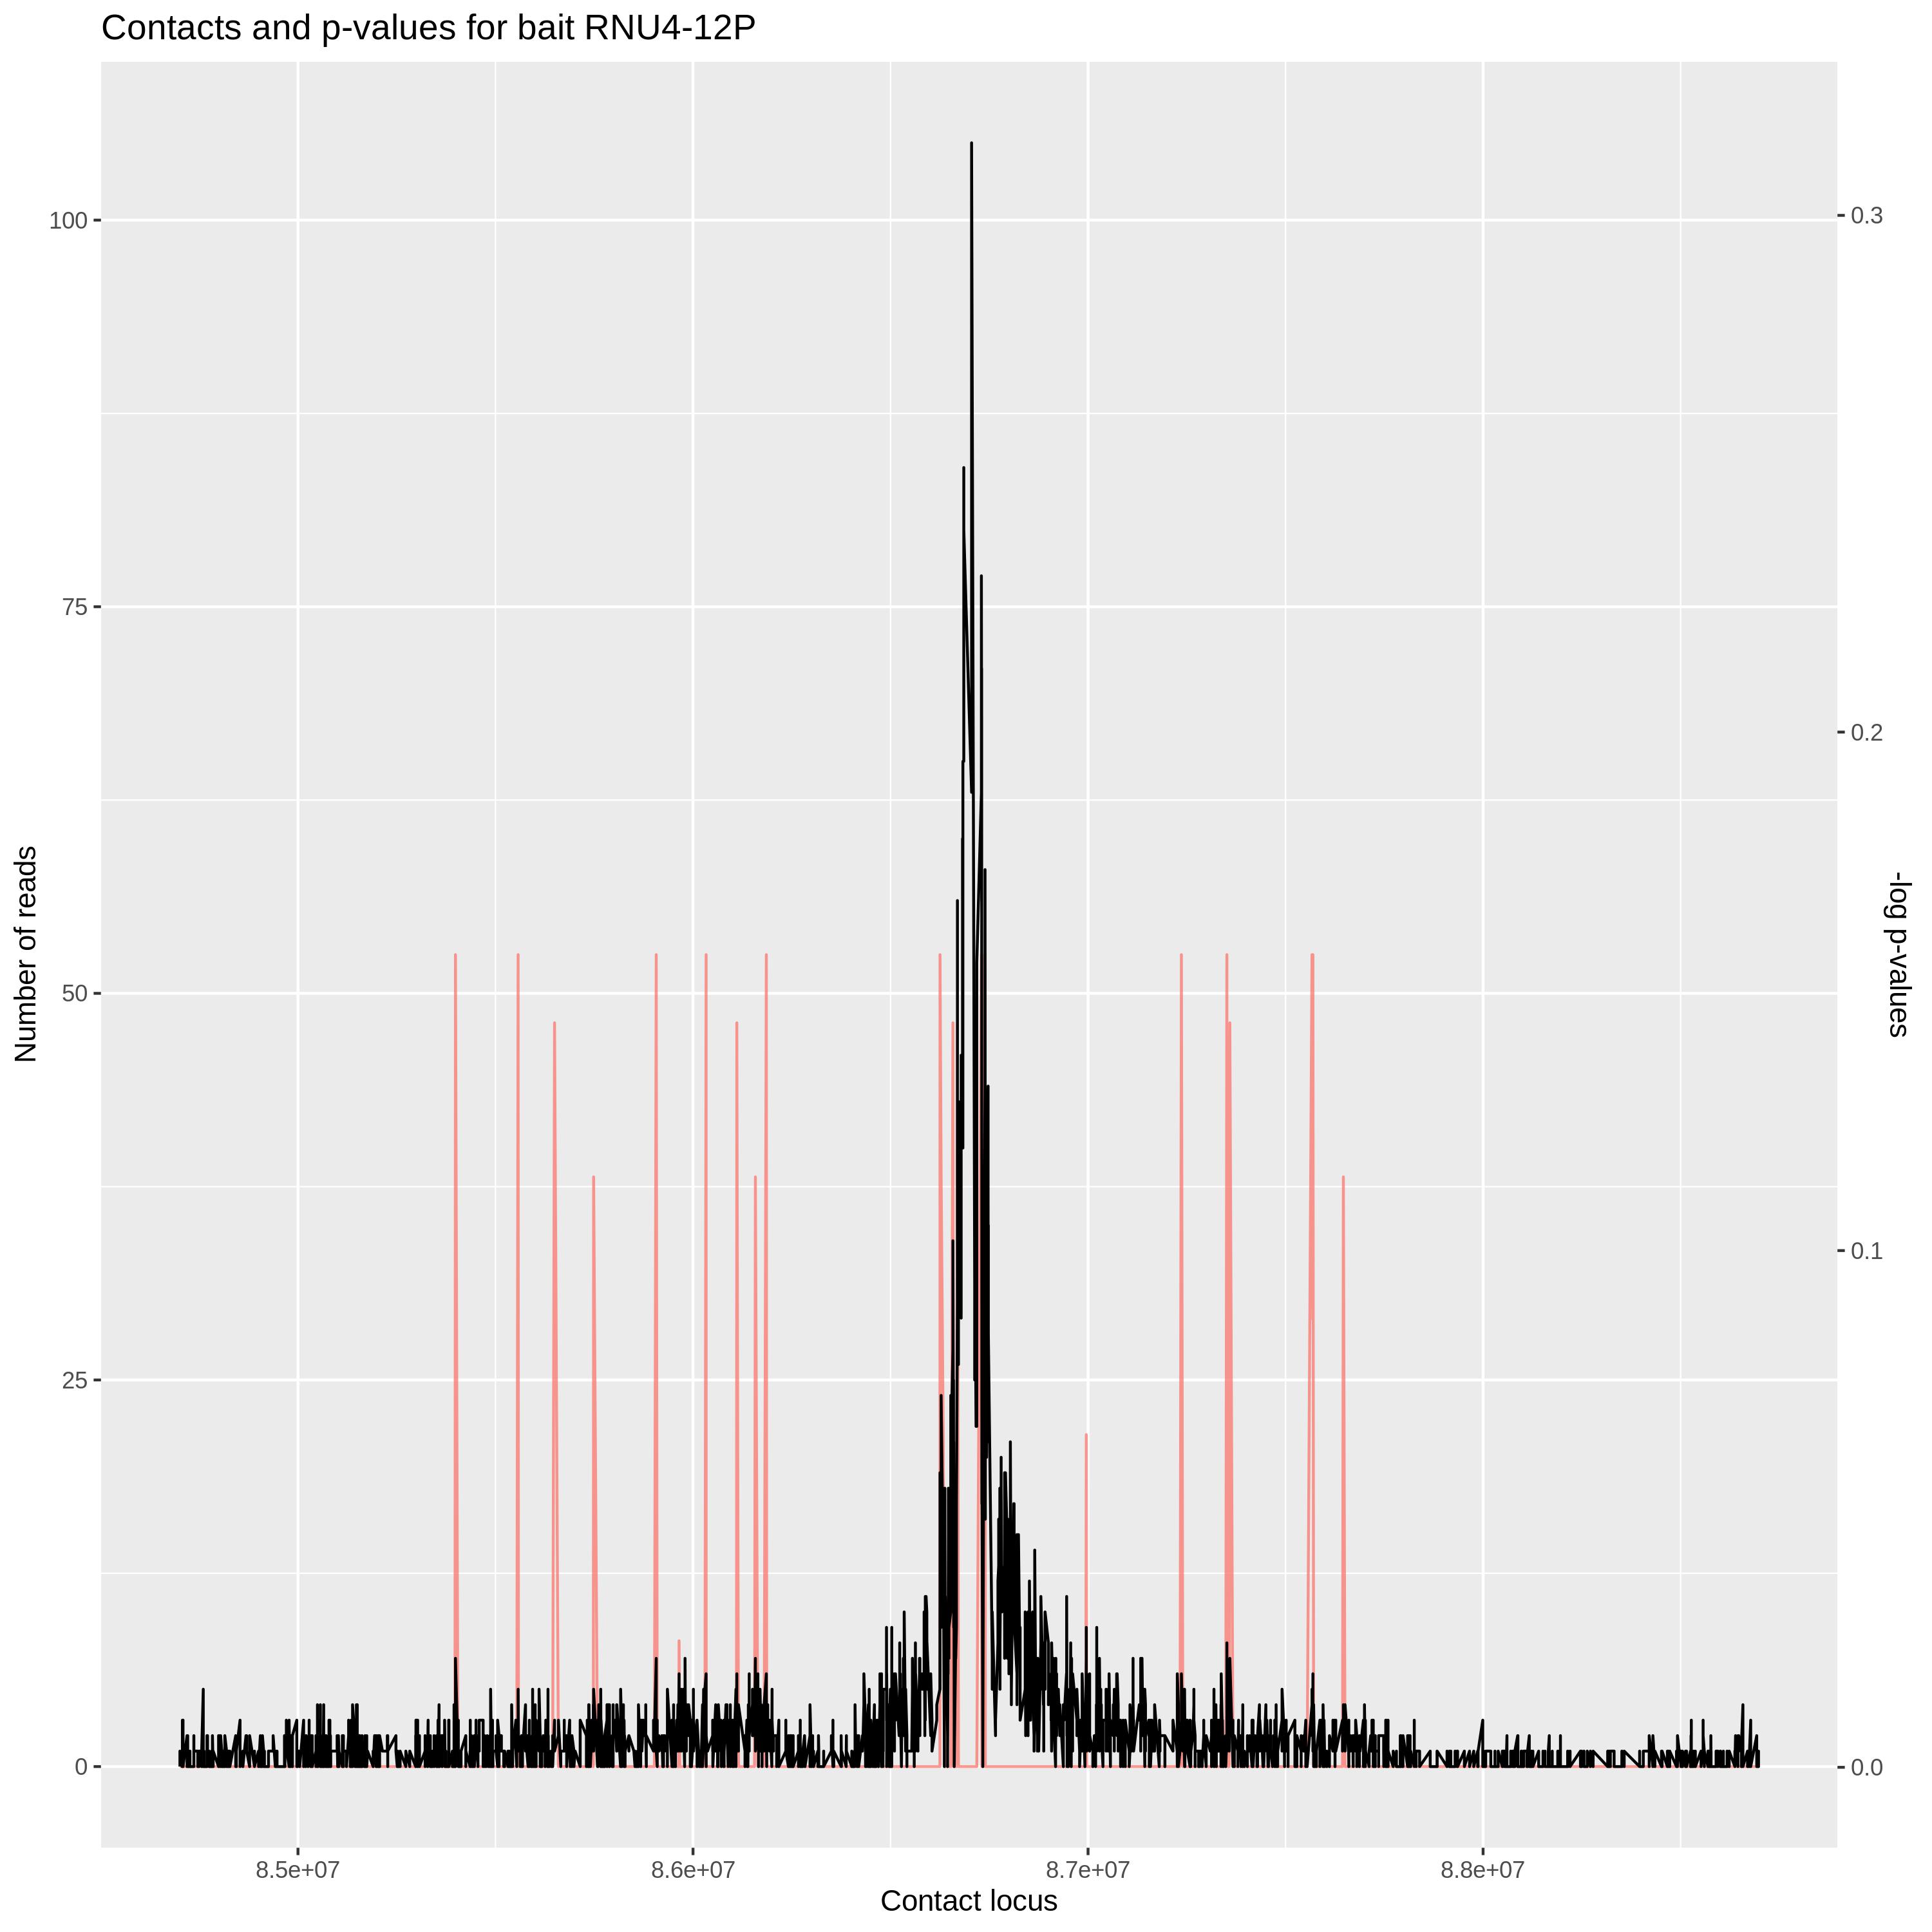 Contacts and p-values for bait RNU4-12P
100
75
50
25
0
Number of reads
0.3
0.2
0.1
0.0
-log p-values
8.5e+07
8.6e+07
8.7e+07
8.8e+07
Contact locus